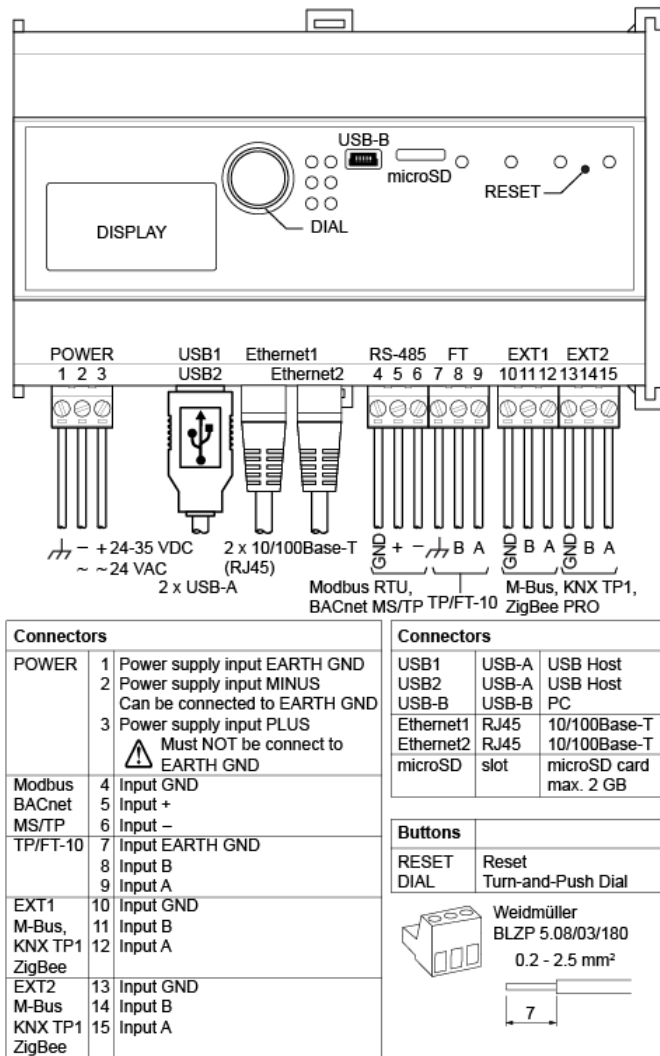 USB-B
microSD
RESET
DIAL
DISPLAY
POWER USB1 Ethernet1 RS-485 FT EXT1 EXT2
1 2 3 USB2 Ethernet2 4 5 6 7 8 9 10 11 12 13 14 15
− + 24-35 VDC
~ ~24 VAC
2 x USB-A
2 x 10/100Base-T
(RJ45)
GND + − B A GND B A GND B A
Modbus RTU,
BACnet MS/TP
TP/FT-10
M-Bus, KNX TP1,
ZigBee PRO
Connectors
POWER 1 Power supply input EARTH GND
2 Power supply input MINUS
Can be connected to EARTH GND
3 Power supply input PLUS
Must NOT be connect to
EARTH GND
Modbus 4 Input GND
BACnet 5 Input +
MS/TP 6 Input –
TP/FT-10 7 Input EARTH GND
8 Input B
9 Input A
EXT1 10 Input GND
M-Bus, 11 Input B
KNX TP1 12 Input A
ZigBee
EXT2 13 Input GND
M-Bus 14 Input B
KNX TP1 15 Input A
ZigBee
Connectors
USB1 USB-A USB Host
USB2 USB-A USB Host
USB-B USB-B PC
Ethernet1 RJ45 10/100Base-T
Ethernet2 RJ45 10/100Base-T
microSD slot microSD card
max. 2 GB
Buttons
RESET Reset
DIAL Turn-and-Push Dial
Weidmüller
BLZP 5.08/03/180
0.2 - 2.5 mm²
7